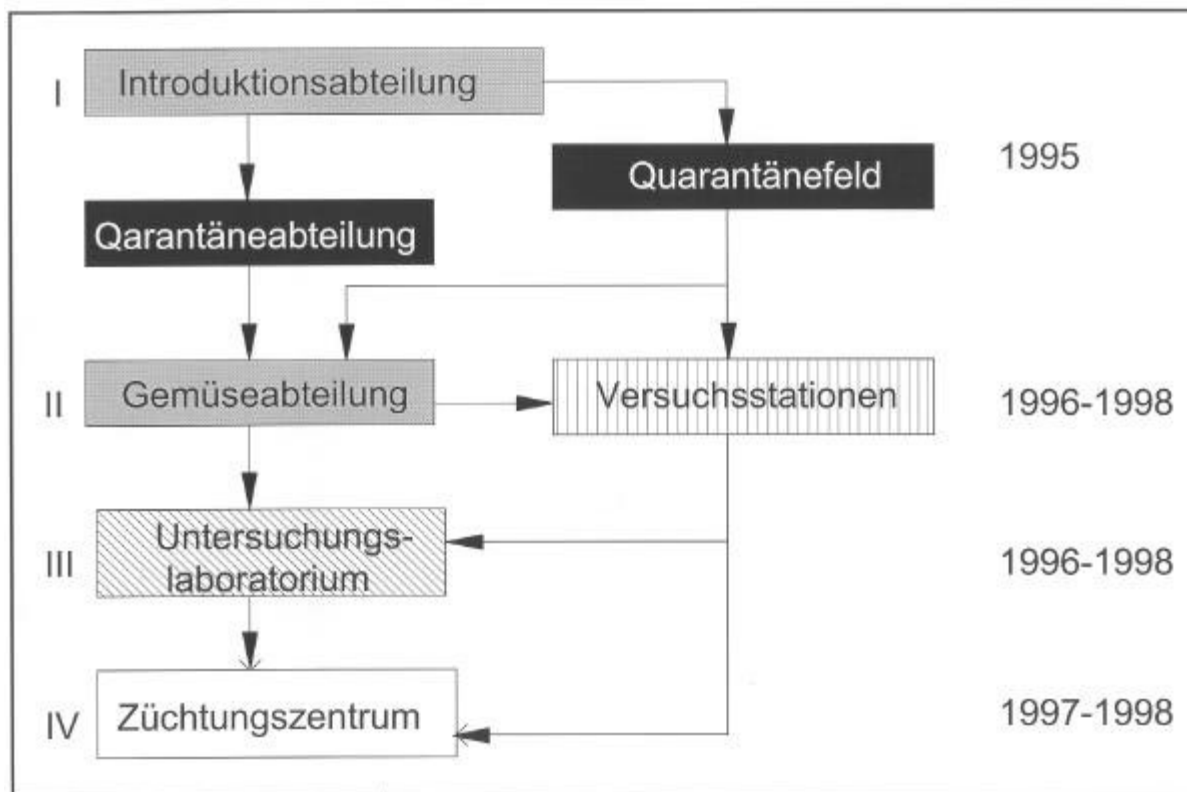 I
Introduktionsabteilung
Quarantänefeld
1995
Qarantäneabteilung
II
Gemüseabteilung
Versuchsstationen
1996-1998
III
Untersuchungs-
laboratorium
1996-1998
IV
Züchtungszentrum
1997-1998